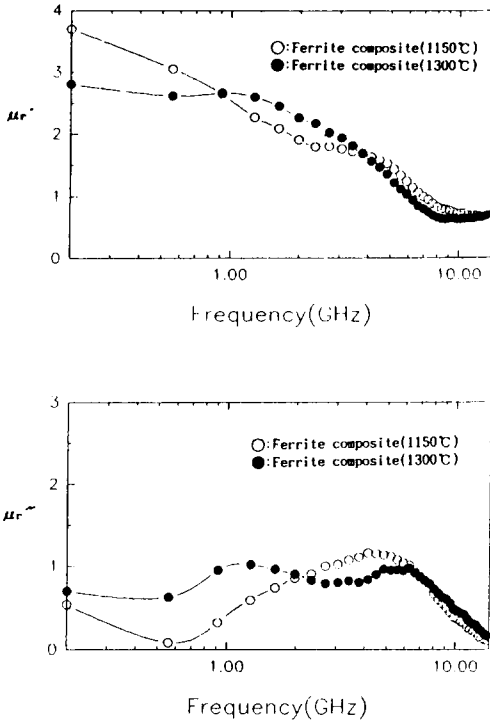 4
○:Ferrite composite(1150℃)
●:Ferrite composite(1300℃)
3
μr'
2
1
0
1.00
10.00
Frequency(GHz)
3
○:Ferrite composite(1150℃)
●:Ferrite composite(1300℃)
2
μr"
1
0
1.00
10.00
Frequency(GHz)